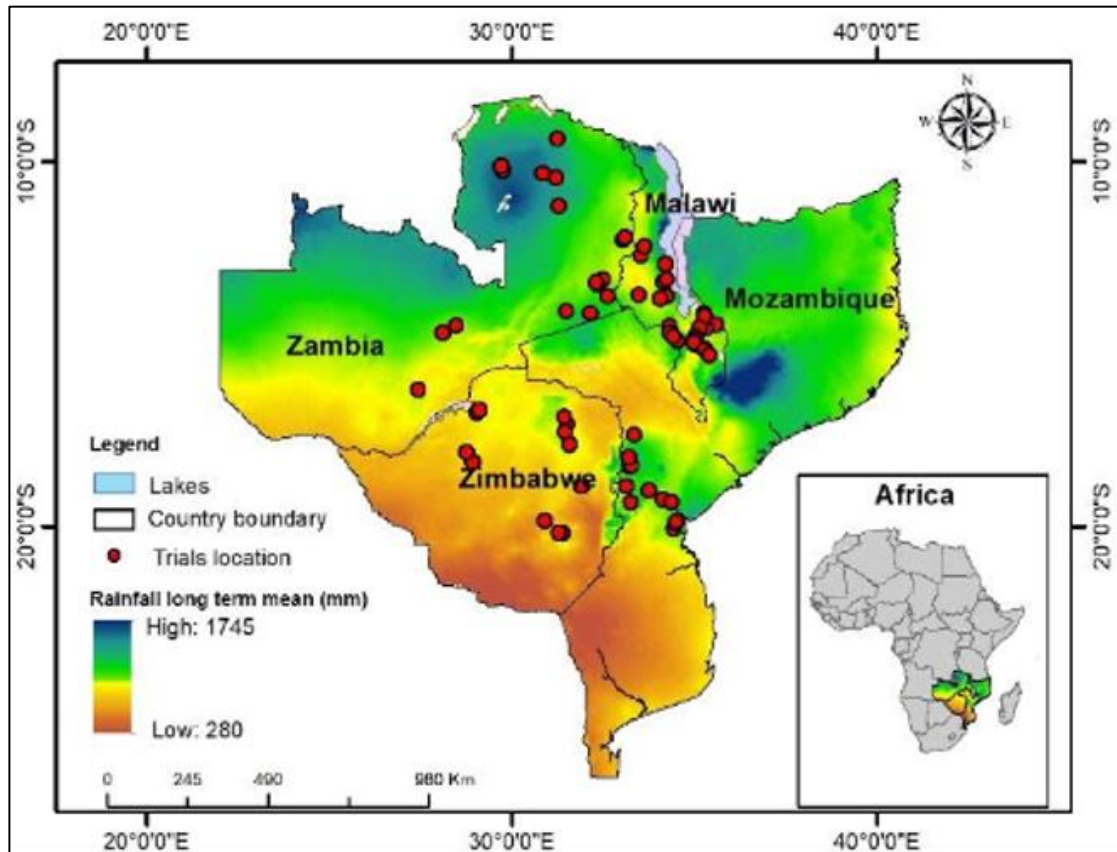 20°0'0"E 30°0'0"E 40°0'0"E
N
W E
S
10°0'0"S 10°0'0"S
Malawi
Mozambique
Zambia
Legend
Lakes
Zimbabwe
Africa
Country boundary
20°0'0"S 20°0'0"S
Trials location
Rainfall long term mean (mm)
High: 1745
Low: 280
0 245 490 980 Km
20°0'0"E 30°0'0"E 40°0'0"E